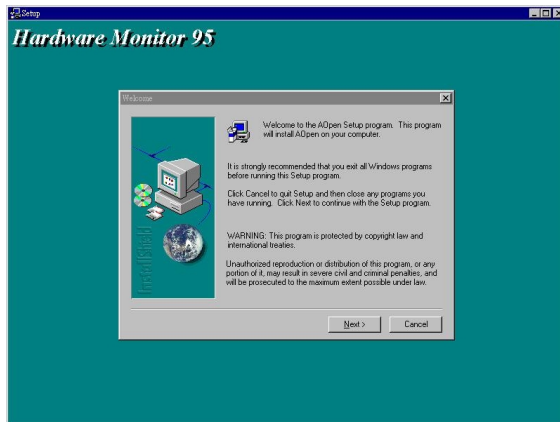 Setup
Hardware Monitor 95
Welcome
Welcome to the AOpen Setup program. This program
will install AOpen on your computer.
It is strongly recommended that you exit all Windows programs
before running this Setup program.
Click Cancel to quit Setup and then close any programs you
have running. Click Next to continue with the Setup program.
WARNING: This program is protected by copyright law and
international treaties.
Unauthorized reproduction or distribution of this program, or any
portion of it, may result in severe civil and criminal penalties, and
will be prosecuted to the maximum extent possible under law.
InstallShield
Next >
Cancel